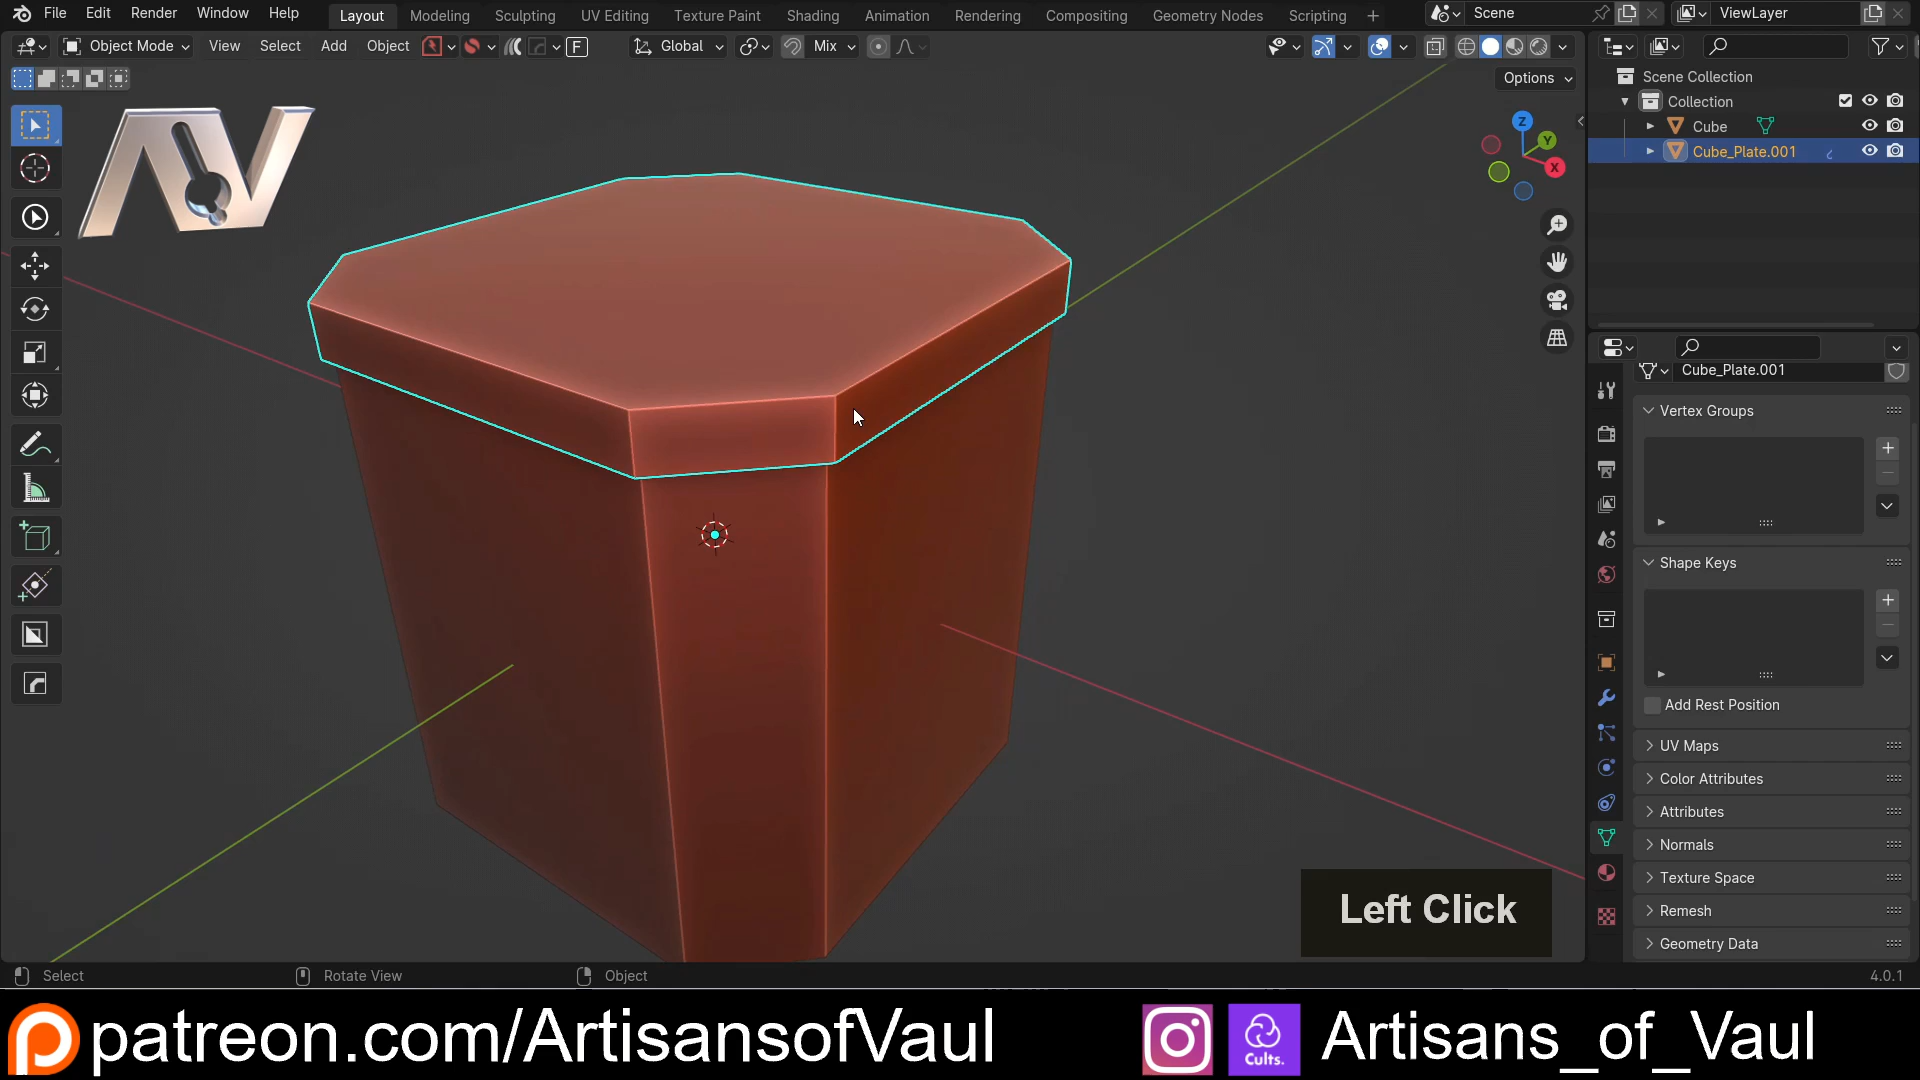 File Edit Render Window Help Layout Modeling Sculpting UV Editing Texture Paint Shading Animation Rendering Compositing Geometry Nodes Scripting Scene ViewLayer
Object Mode View Select Add Object F Global Mix
Options
Scene Collection
Collection
Cube
Cube_Plate.001
Z
Y
X
Cube_Plate.001
Vertex Groups
Shape Keys
Add Rest Position
UV Maps
Color Attributes
Attributes
Normals
Texture Space
Remesh
Geometry Data
Left Click
Select Rotate View Object 4.0.1
patreon.com/ArtisansofVaul Cults. Artisans_of_Vaul